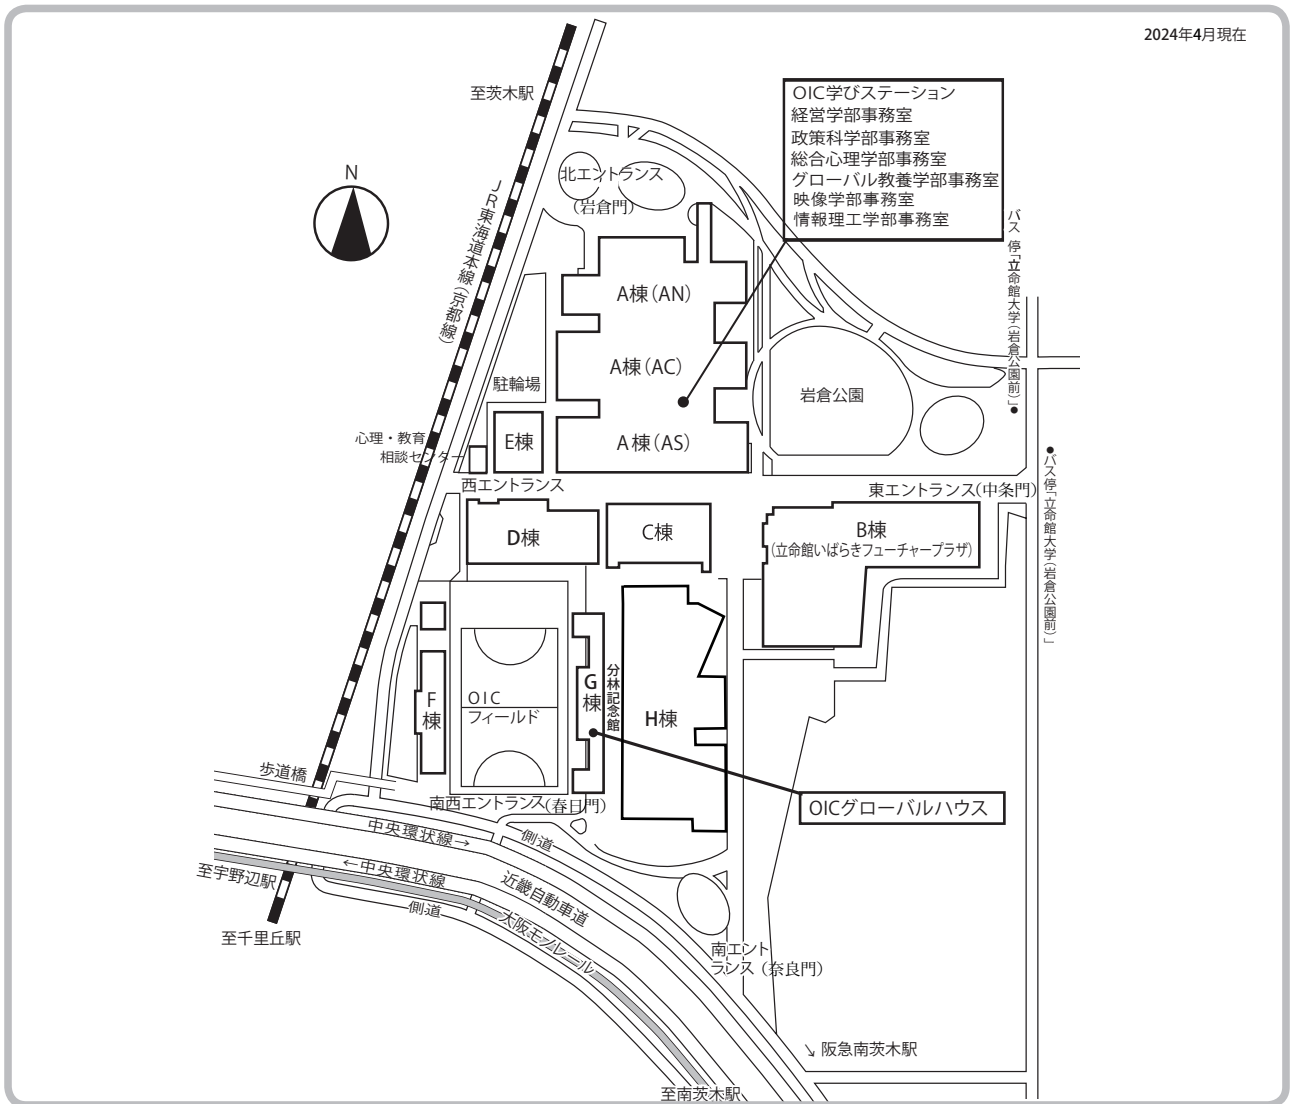 2024年4月現在
至茨木駅
OIC学びステーション
経営学部事務室
政策科学部事務室
総合心理学部事務室
グローバル教養学部事務室
映像学部事務室
情報理工学部事務室
N
北エントランス
(岩倉門)
JR東海道本線(京都線)
バス停「立命館大学(岩倉公園前)」
A棟(AN)
A棟(AC)
駐輪場
岩倉公園
心理・教育
相談センター
E棟
A棟(AS)
西エントランス
東エントランス(中条門)
バス停「立命館大学(岩倉公園前)」
D棟
C棟
B棟
(立命館いばらきフューチャープラザ)
F棟
OIC
フィールド
G棟
分林記念館
H棟
歩道橋
南西エントランス(春日門)
OICグローバルハウス
中央環状線→
側道
←中央環状線
至宇野辺駅
近畿自動車道
側道
大阪モノレール
至千里丘駅
南エント
ランス(奈良門)
↘ 阪急南茨木駅
至南茨木駅